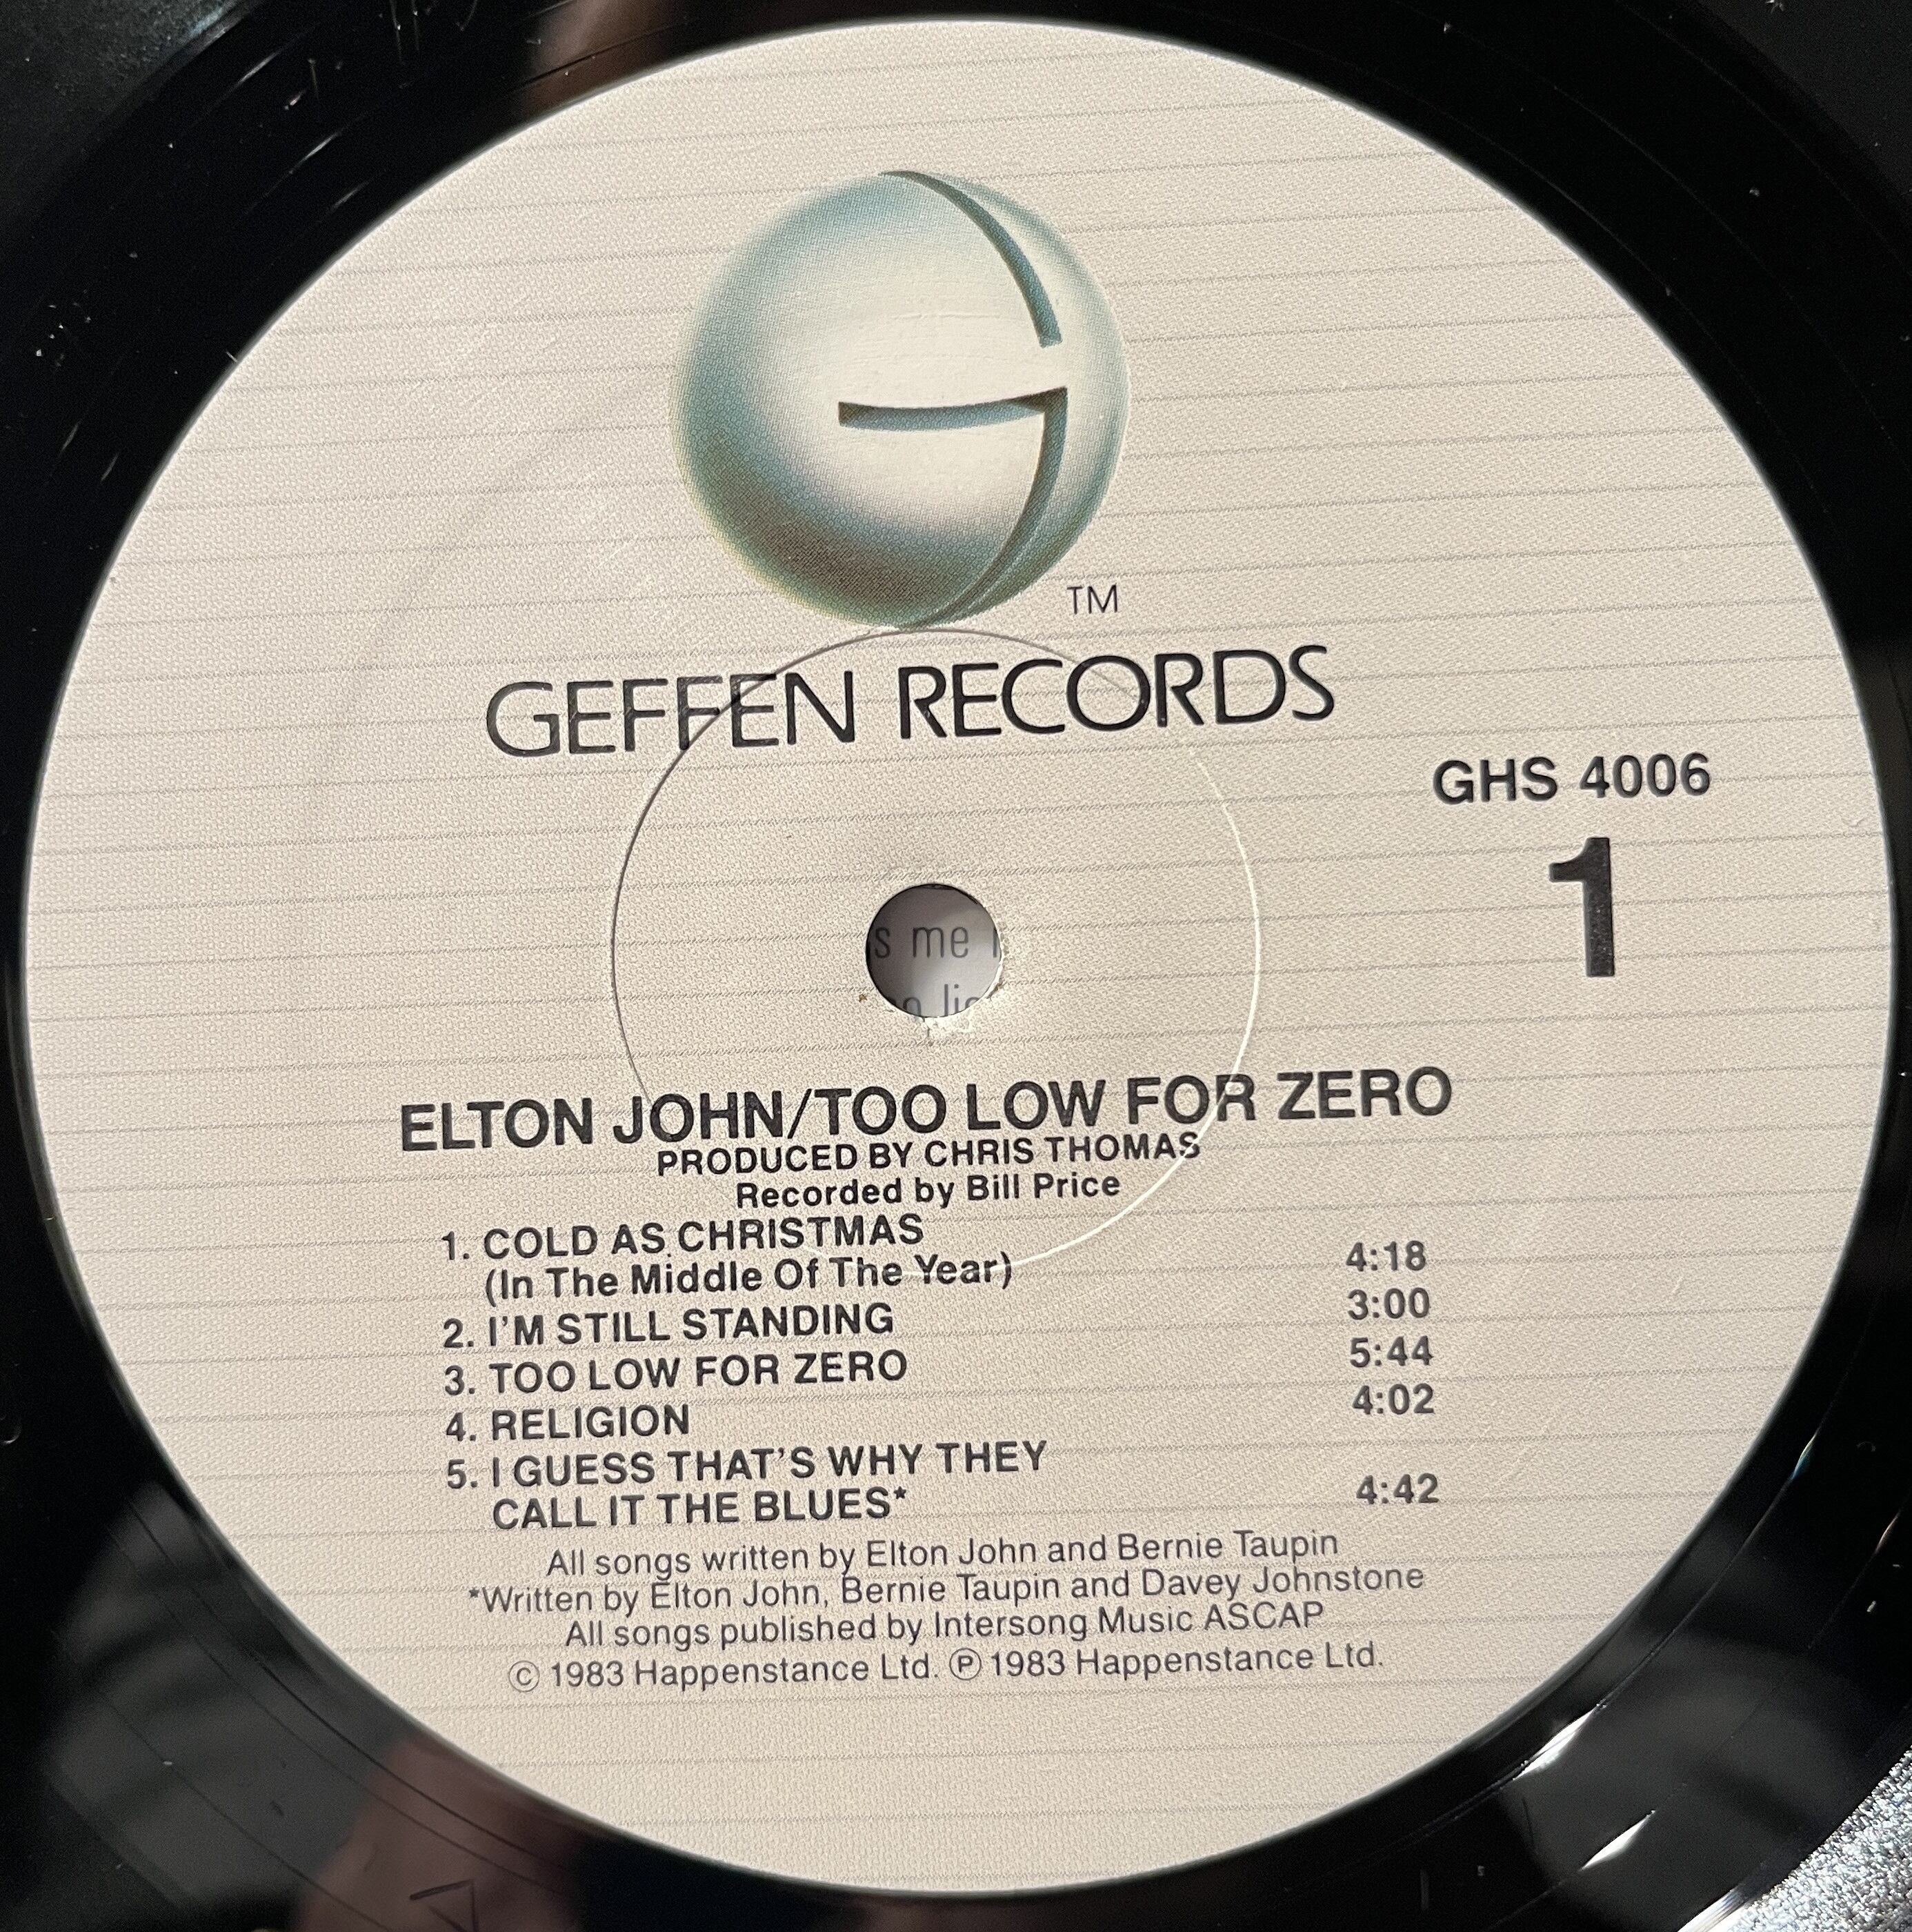 TM
GEFFEN RECORDS
GHS 4006
1
s me
ELTON JOHN/TOO LOW FOR ZERO
PRODUCED BY CHRIS THOMAS
Recorded by Bill Price
1. COLD AS CHRISTMAS
(In The Middle Of The Year) 4:18
2. I'M STILL STANDING 3:00
3. TOO LOW FOR ZERO 5:44
4. RELIGION 4:02
5. I GUESS THAT'S WHY THEY
CALL IT THE BLUES* 4:42
All songs written by Elton John and Bernie Taupin
*Written by Elton John, Bernie Taupin and Davey Johnstone
All songs published by Intersong Music ASCAP
© 1983 Happenstance Ltd. ℗ 1983 Happenstance Ltd.